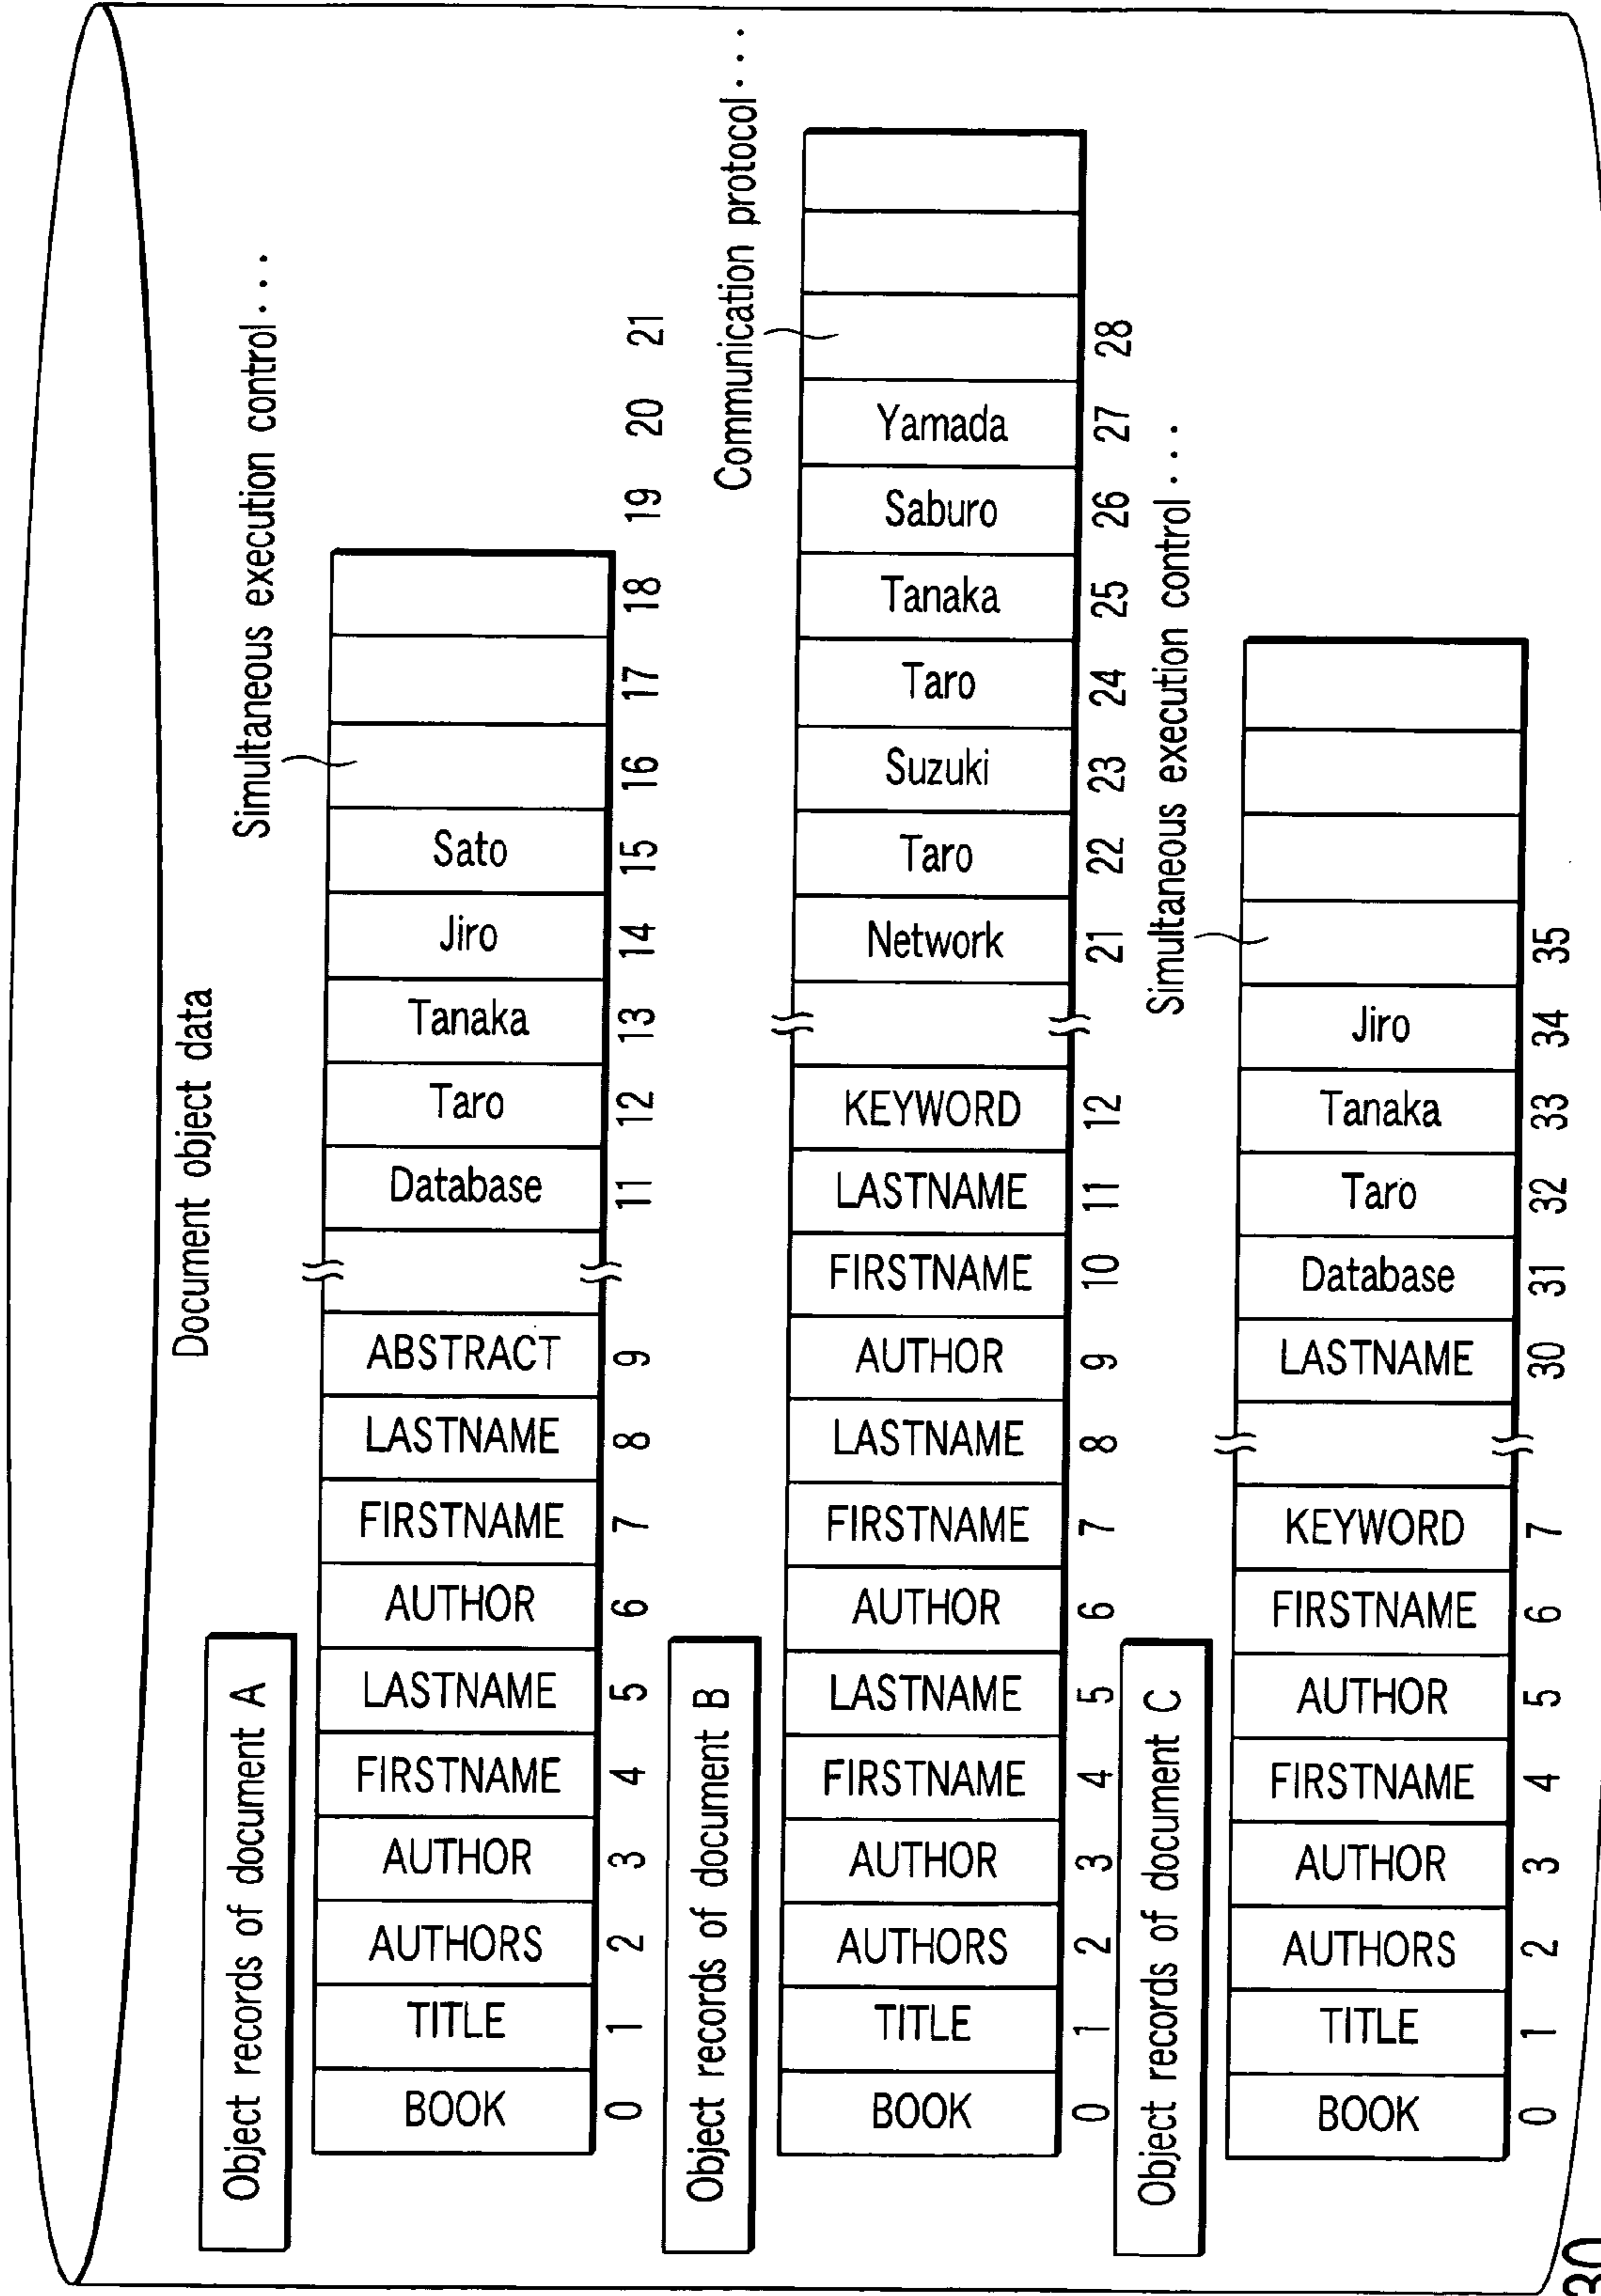 Document object data
Object records of document A
Simultaneous execution control...
BOOK TITLE AUTHORS AUTHOR FIRSTNAME LASTNAME AUTHOR FIRSTNAME LASTNAME ABSTRACT Database Taro Tanaka Jiro Sato
0 1 2 3 4 5 6 7 8 9 11 12 13 14 15 16 17 18 19 20 21
Object records of document B
Communication protocol...
BOOK TITLE AUTHORS AUTHOR FIRSTNAME LASTNAME AUTHOR FIRSTNAME LASTNAME AUTHOR FIRSTNAME LASTNAME KEYWORD Network Taro Suzuki Taro Tanaka Saburo Yamada
0 1 2 3 4 5 6 7 8 9 10 11 12 21 22 23 24 25 26 27 28
Object records of document C
Simultaneous execution control...
BOOK TITLE AUTHORS AUTHOR FIRSTNAME AUTHOR FIRSTNAME KEYWORD LASTNAME Database Taro Tanaka Jiro
0 1 2 3 4 5 6 7 30 31 32 33 34 35
30